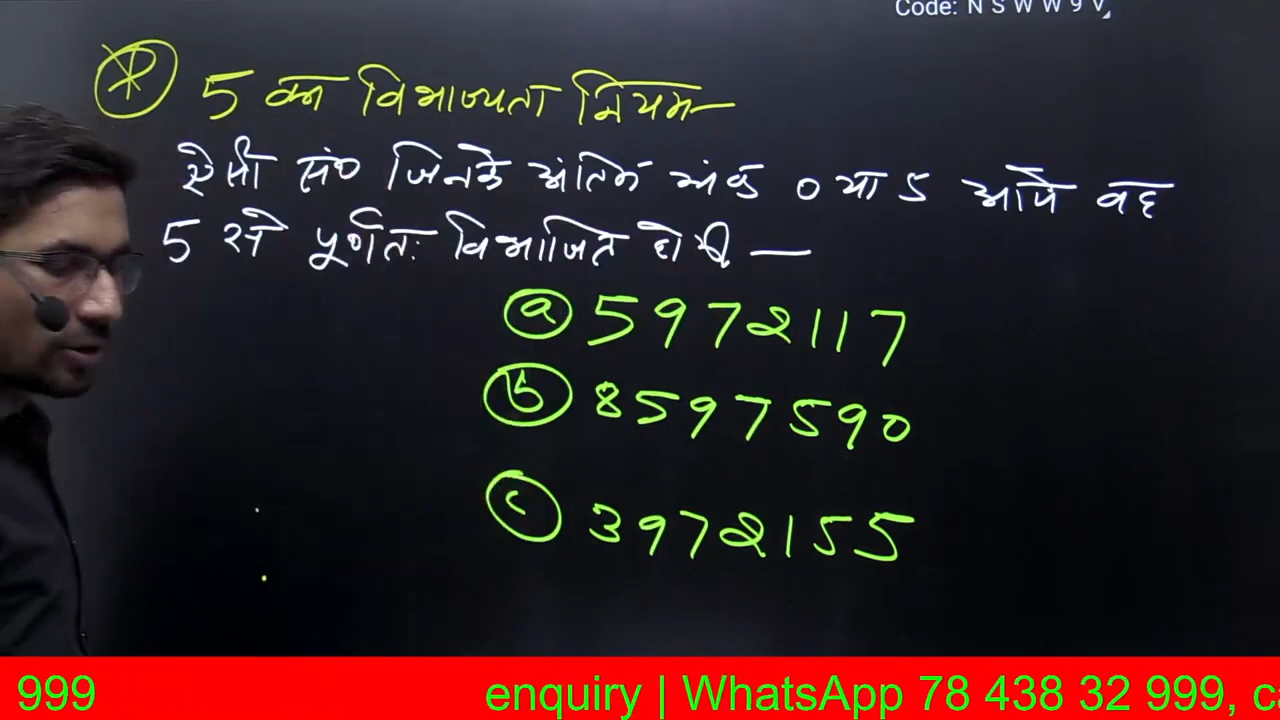 Code: N S W W 9 V
5 का विभाज्यता नियम—
ऐसी सं० जिनके अंतिम अंक 0 या 5 आये वह
5 से पूर्णतः विभाजित होगी —
(a) 5972117
(b) 8597590
(c) 3972155
999 enquiry | WhatsApp 78 438 32 999, ca